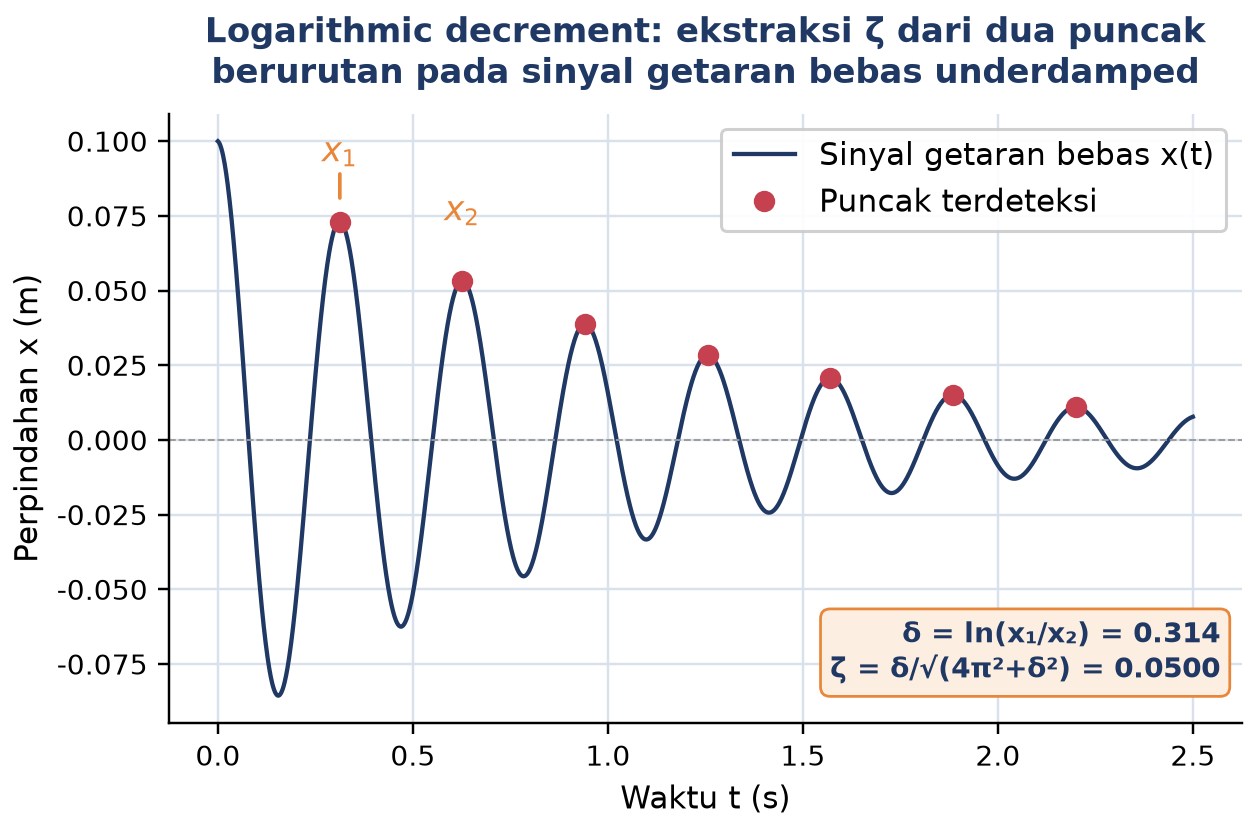 Logarithmic decrement: ekstraksi ζ dari dua puncak
berurutan pada sinyal getaran bebas underdamped
Sinyal getaran bebas x(t)
Puncak terdeteksi
x₁
x₂
Perpindahan x (m)
0.100
0.075
0.050
0.025
0.000
-0.025
-0.050
-0.075
δ = ln(x₁/x₂) = 0.314
ζ = δ/√(4π²+δ²) = 0.0500
0.0 0.5 1.0 1.5 2.0 2.5
Waktu t (s)